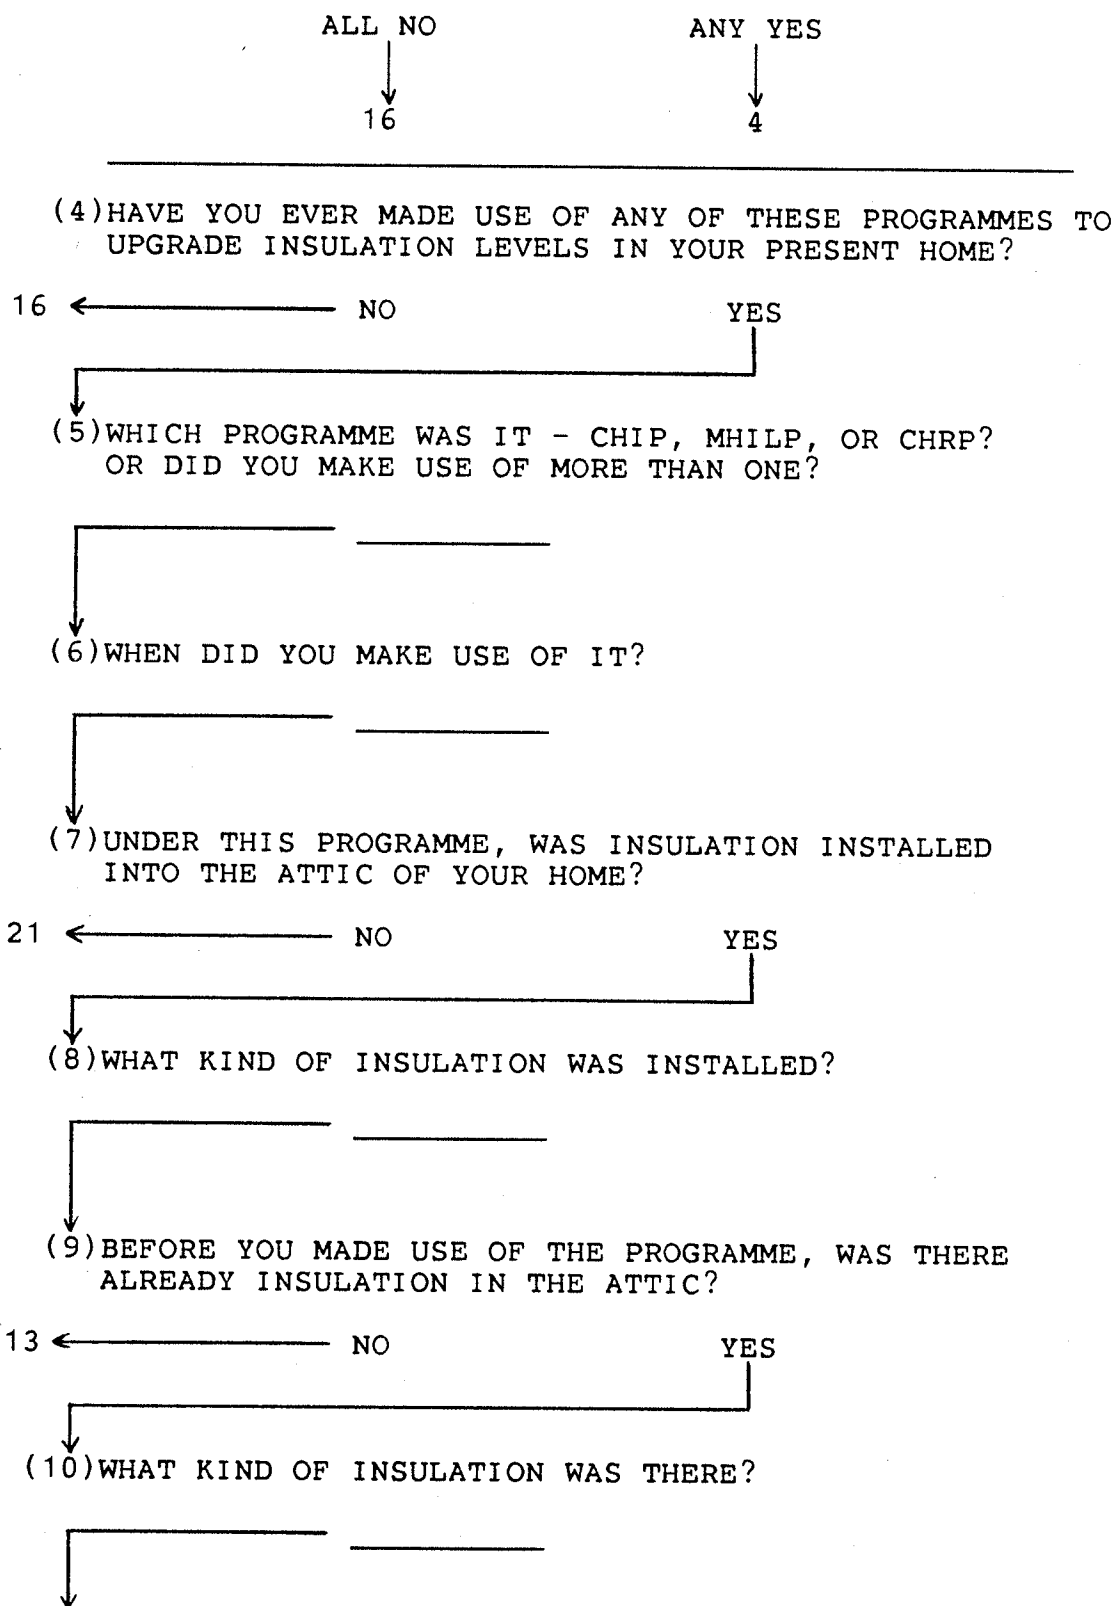 ALL NO ANY YES
16 4
(4)HAVE YOU EVER MADE USE OF ANY OF THESE PROGRAMMES TO
UPGRADE INSULATION LEVELS IN YOUR PRESENT HOME?
16 NO YES
(5)WHICH PROGRAMME WAS IT - CHIP, MHILP, OR CHRP?
OR DID YOU MAKE USE OF MORE THAN ONE?
(6)WHEN DID YOU MAKE USE OF IT?
(7)UNDER THIS PROGRAMME, WAS INSULATION INSTALLED
INTO THE ATTIC OF YOUR HOME?
21 NO YES
(8)WHAT KIND OF INSULATION WAS INSTALLED?
(9)BEFORE YOU MADE USE OF THE PROGRAMME, WAS THERE
ALREADY INSULATION IN THE ATTIC?
13 NO YES
(10)WHAT KIND OF INSULATION WAS THERE?